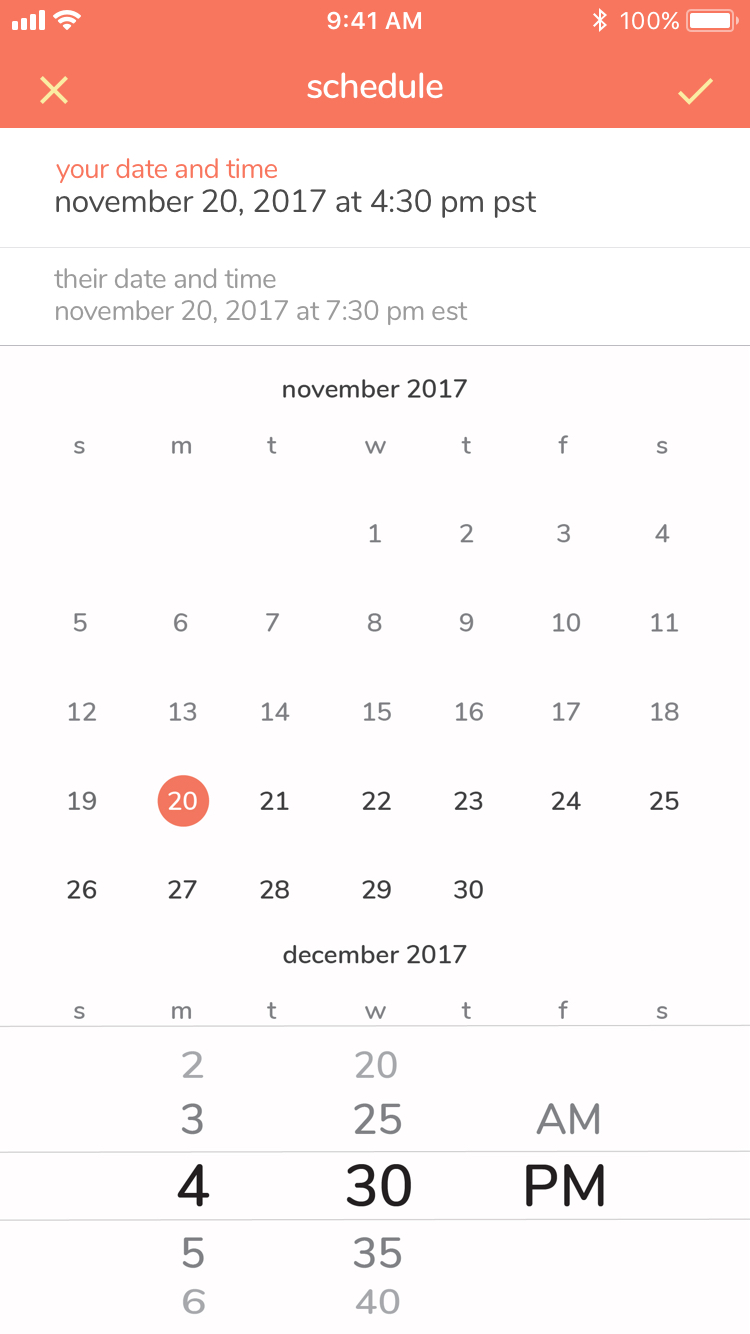 9:41 AM 100%
schedule
your date and time
november 20, 2017 at 4:30 pm pst
their date and time
november 20, 2017 at 7:30 pm est
november 2017
s m t w t f s
1 2 3 4
5 6 7 8 9 10 11
12 13 14 15 16 17 18
19 20 21 22 23 24 25
26 27 28 29 30
december 2017
s m t w t f s
2 20
3 25 AM
4 30 PM
5 35
6 40